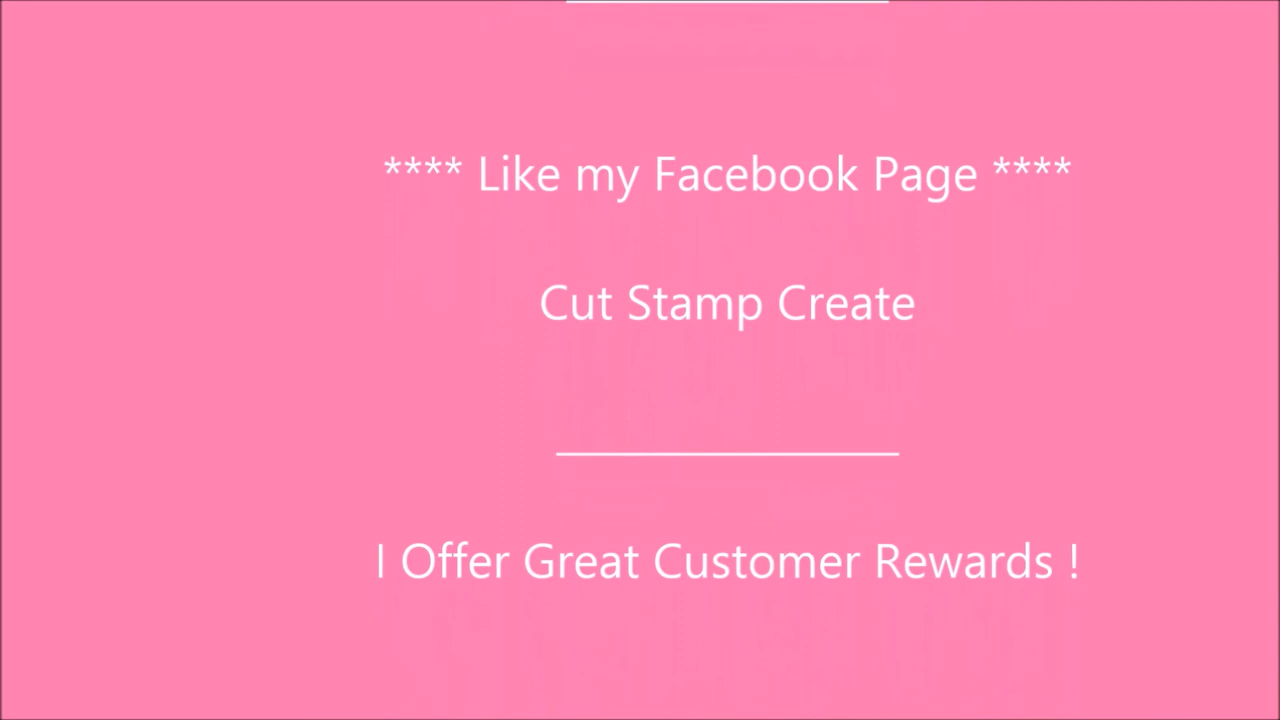 **** Like my Facebook Page ****
Cut Stamp Create
I Offer Great Customer Rewards !